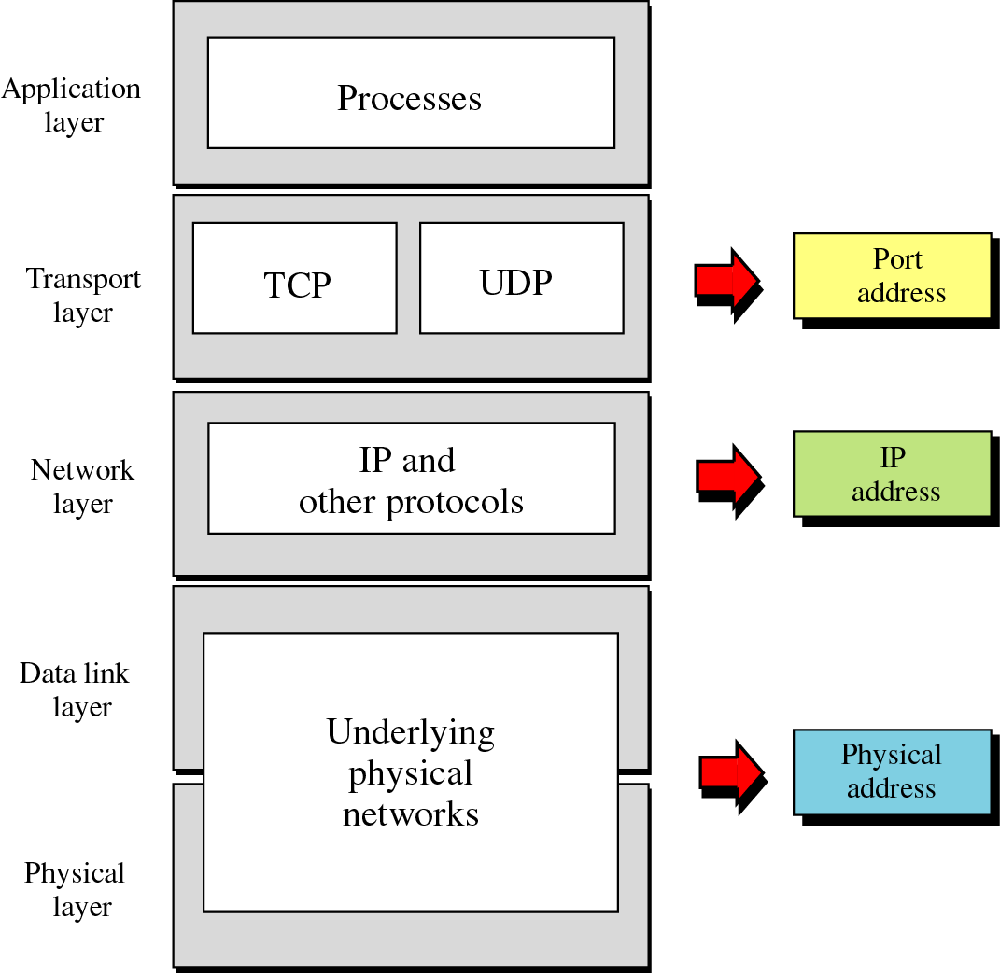 Application
layer
Processes
Transport
layer
TCP
UDP
Port
address
Network
layer
IP and
other protocols
IP
address
Data link
layer
Underlying
physical
networks
Physical
address
Physical
layer